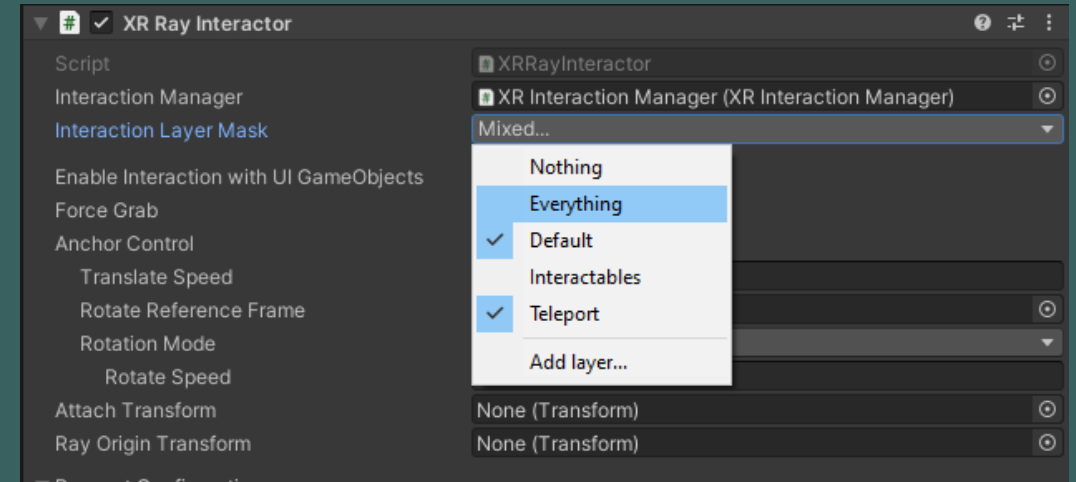 XR Ray Interactor
Script XRRayInteractor
Interaction Manager XR Interaction Manager (XR Interaction Manager)
Interaction Layer Mask Mixed...
Nothing
Enable Interaction with UI GameObjects
Everything
Force Grab
Anchor Control Default
Translate Speed Interactables
Rotate Reference Frame Teleport
Rotation Mode
Add layer...
Rotate Speed
Attach Transform None (Transform)
Ray Origin Transform None (Transform)